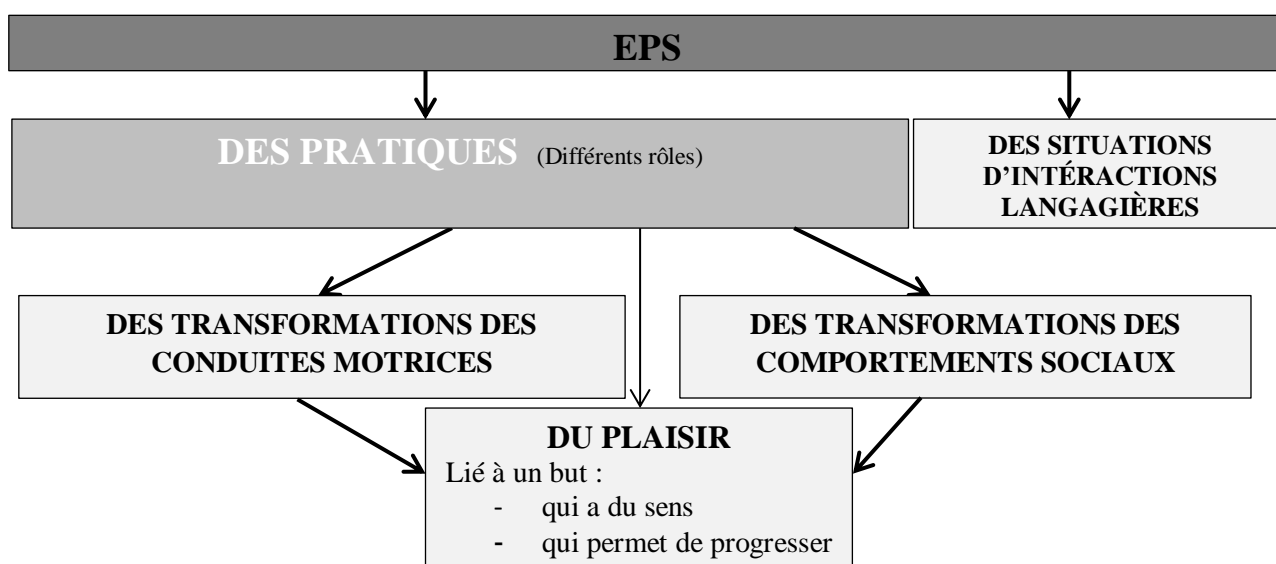 EPS
DES PRATIQUES (Différents rôles)
DES SITUATIONS
D’INTÉRACTIONS
LANGAGIÈRES
DES TRANSFORMATIONS DES
CONDUITES MOTRICES
DES TRANSFORMATIONS DES
COMPORTEMENTS SOCIAUX
DU PLAISIR
Lié à un but :
- qui a du sens
- qui permet de progresser